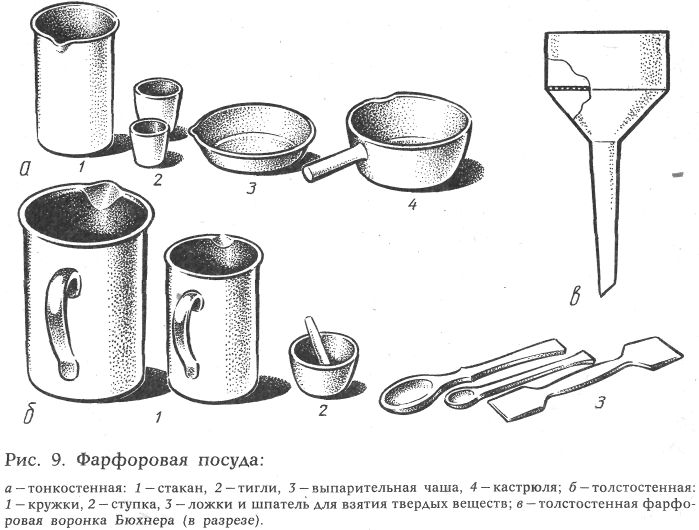 а
1
2
3
4
в
б
1
2
3
Рис. 9. Фарфоровая посуда:
а — тонкостенная: 1 — стакан, 2 — тигли, 3 — выпарительная чаша, 4 — кастрюля; б — толстостенная:
1 — кружки, 2 — ступка, 3 — ложки и шпатель для взятия твердых веществ; в — толстостенная фарфо-
ровая воронка Бюхнера (в разрезе).